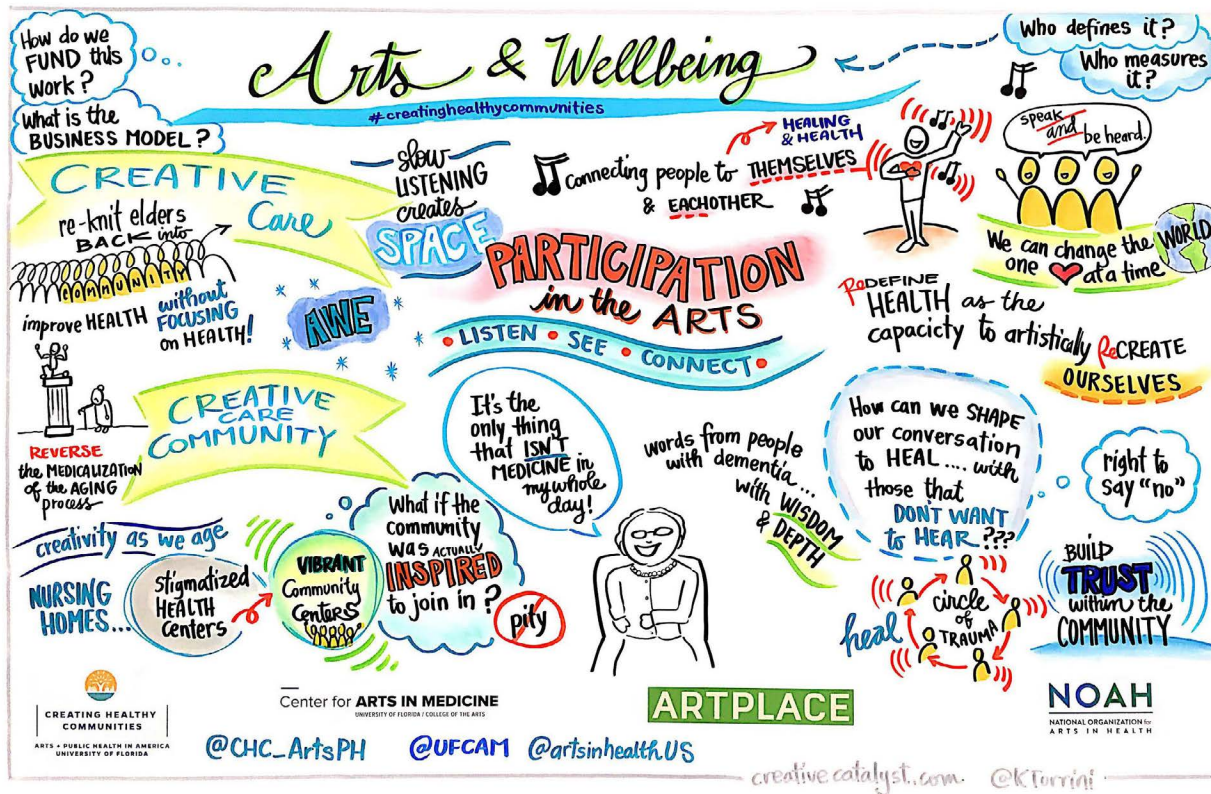 How do we
FUND this
work?
What is the
BUSINESS MODEL?
Arts & Wellbeing
#creatinghealthycommunities
Who defines it?
Who measures
it?
CREATIVE
Care
re-knit elders
BACK into
COMMUNITY
improve HEALTH without
FOCUSING
on HEALTH!
slow
LISTENING
creates
SPACE
AWE
HEALING
& HEALTH
Connecting people to THEMSELVES
& EACHOTHER
PARTICIPATION
in the ARTS
• LISTEN • SEE • CONNECT •
speak
and be heard.
We can change the WORLD
one at a time
ReDEFINE
HEALTH as the
capacicty to artistically ReCREATE
OURSELVES
REVERSE
the MEDICALIZATION
of the AGING
process
CREATIVE
CARE
COMMUNITY
It's the
only thing
that ISN'T
MEDICINE in
my whole
day!
words from people
with dementia...
with WISDOM
& DEPTH
How can we SHAPE
our conversation
to HEAL.... with
those that
DON'T WANT
to HEAR???
right to
say "no"
creativity as we age
NURSING
HOMES...
stigmatized
HEALTH
Centers
VIBRANT
Community
Centers
What if the
community
was ACTUALLY
INSPIRED
to join in?
pity
heal
circle
of
TRAUMA
BUILD
TRUST
within the
COMMUNITY
CREATING HEALTHY
COMMUNITIES
ARTS + PUBLIC HEALTH IN AMERICA
UNIVERSITY OF FLORIDA
Center for ARTS IN MEDICINE
UNIVERSITY OF FLORIDA / COLLEGE OF THE ARTS
ARTPLACE
NOAH
NATIONAL ORGANIZATION for
ARTS IN HEALTH
@CHC_ArtsPH @UFCAM @artsinhealth.US
creativecatalyst.com @KTorrini